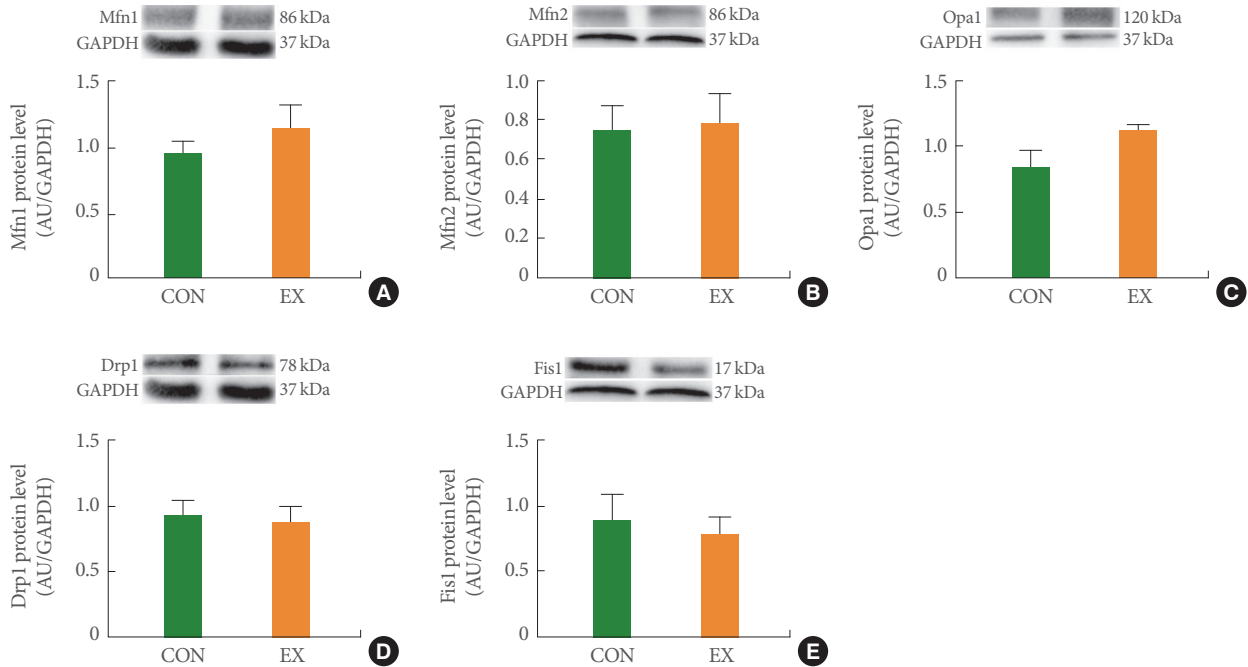 Mfn1 86 kDa
GAPDH 37 kDa
Mfn1 protein level
(AU/GAPDH)
1.5
1.0
0.5
0
CON EX
A
Mfn2 86 kDa
GAPDH 37 kDa
Mfn2 protein level
(AU/GAPDH)
1.0
0.8
0.6
0.4
0.2
0
CON EX
B
Opa1 120 kDa
GAPDH 37 kDa
Opa1 protein level
(AU/GAPDH)
1.5
1.0
0.5
0
CON EX
C
Drp1 78 kDa
GAPDH 37 kDa
Drp1 protein level
(AU/GAPDH)
1.5
1.0
0.5
0
CON EX
D
Fis1 17 kDa
GAPDH 37 kDa
Fis1 protein level
(AU/GAPDH)
1.5
1.0
0.5
0
CON EX
E